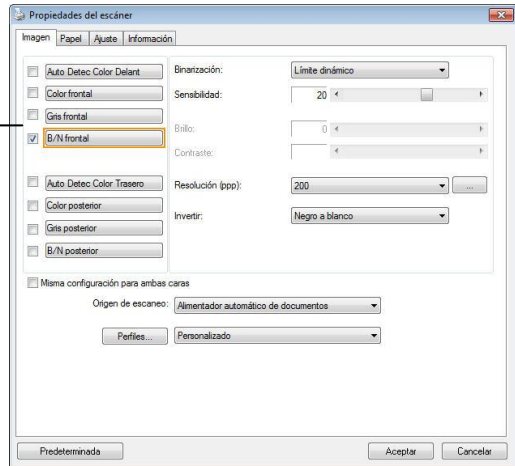 Propiedades del escáner
Imagen Papel Ajuste Información
Auto Detec Color Delant
Color frontal
Gris frontal
B/N frontal
Auto Detec Color Trasero
Color posterior
Gris posterior
B/N posterior
Binarización: Límite dinámico
Sensibilidad: 20
Brillo: 0
Contraste:
Resolución (ppp): 200 ...
Invertir: Negro a blanco
Misma configuración para ambas caras
Origen de escaneo: Alimentador automático de documentos
Perfiles... Personalizado
Predeterminada Aceptar Cancelar